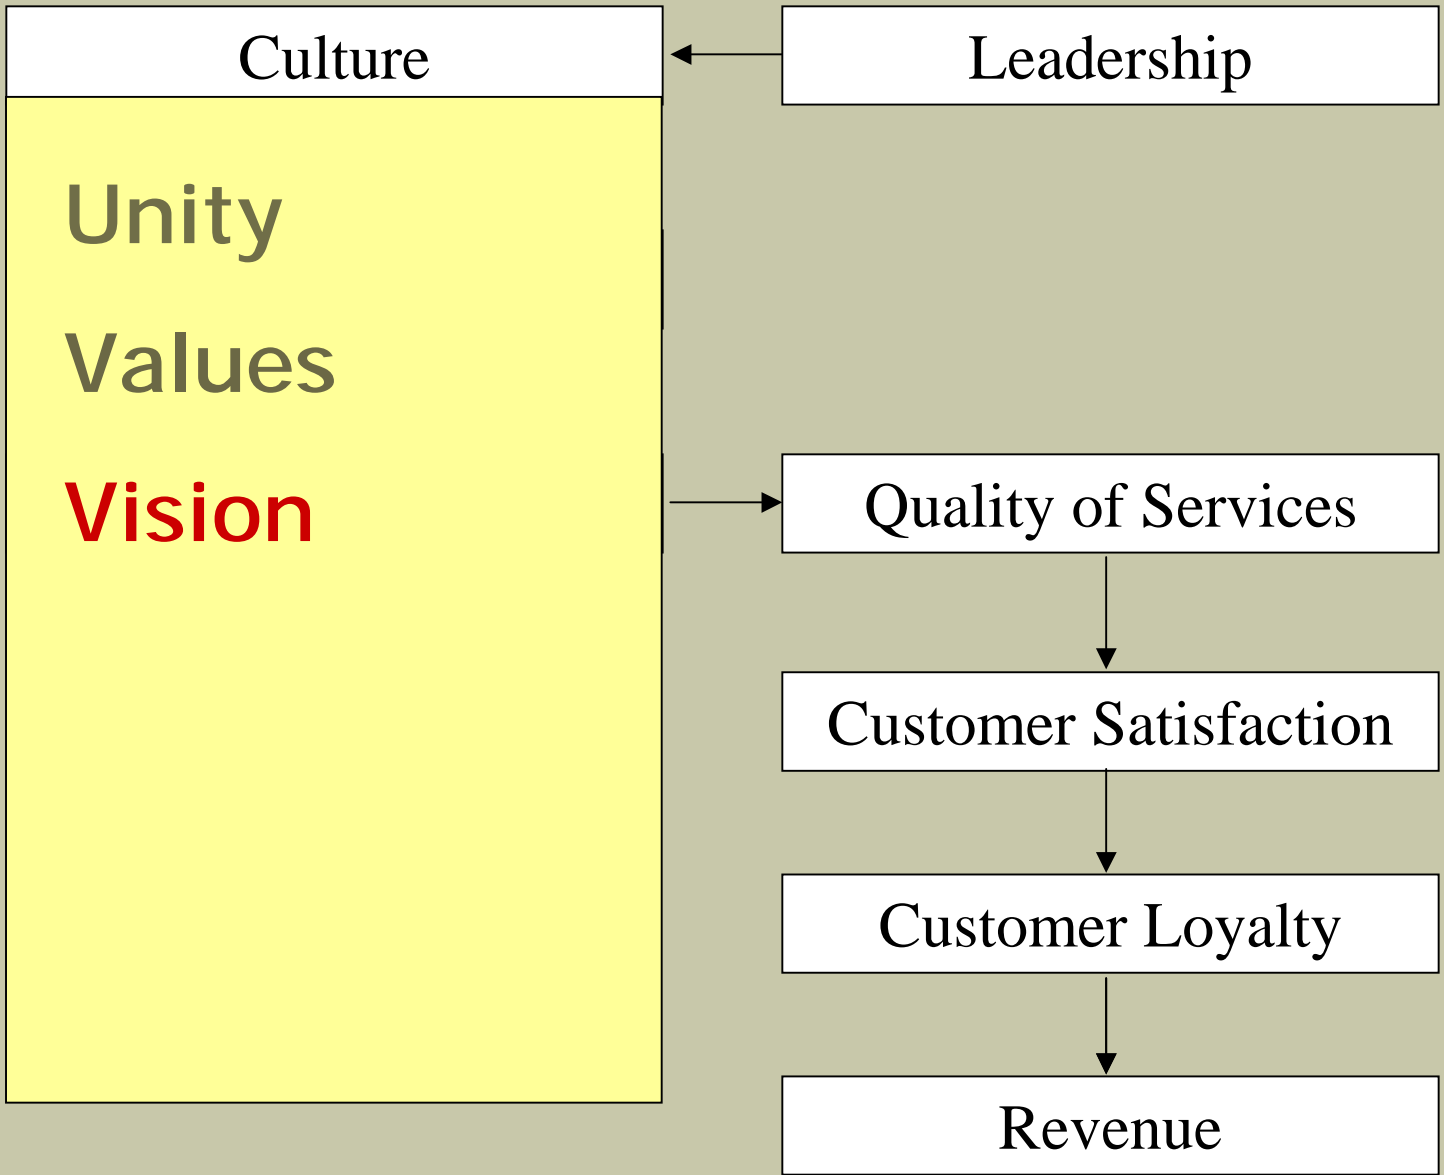 Culture
Leadership
Unity
Values
Vision
Quality of Services
Customer Satisfaction
Customer Loyalty
Revenue